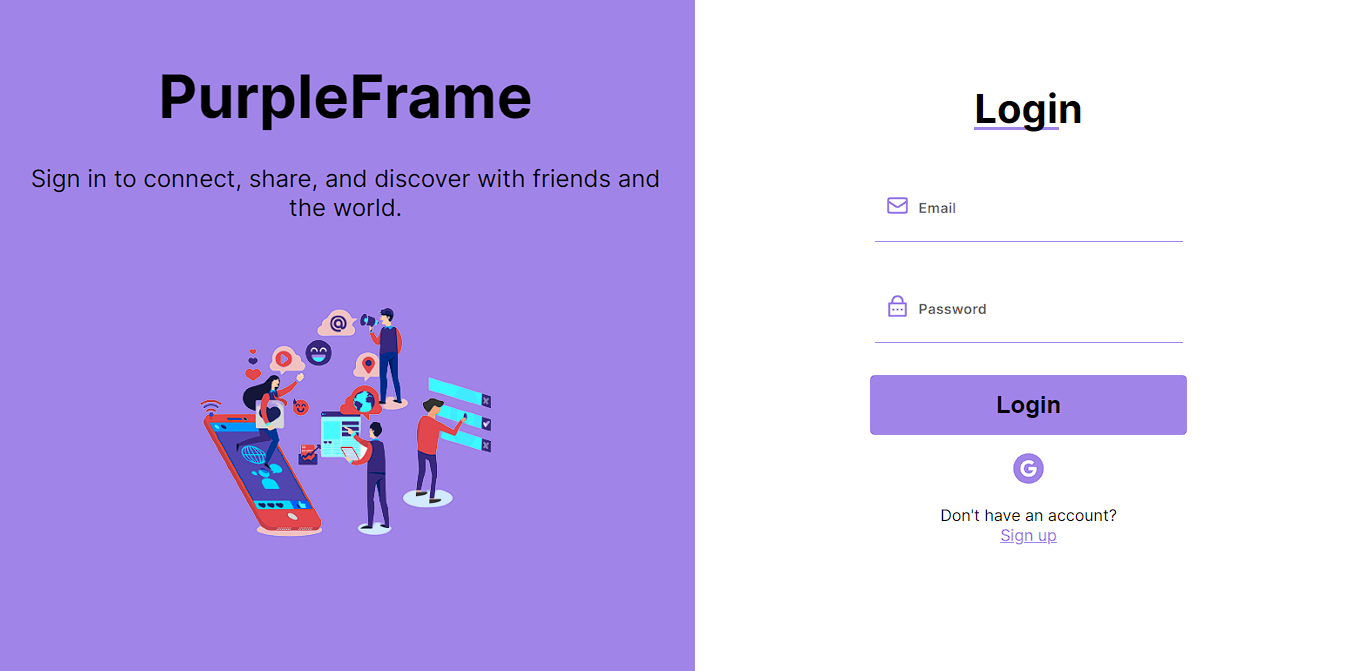 PurpleFrame
Sign in to connect, share, and discover with friends and
the world.
@
Login
Email
Password
Login
G
Don't have an account?
Sign up